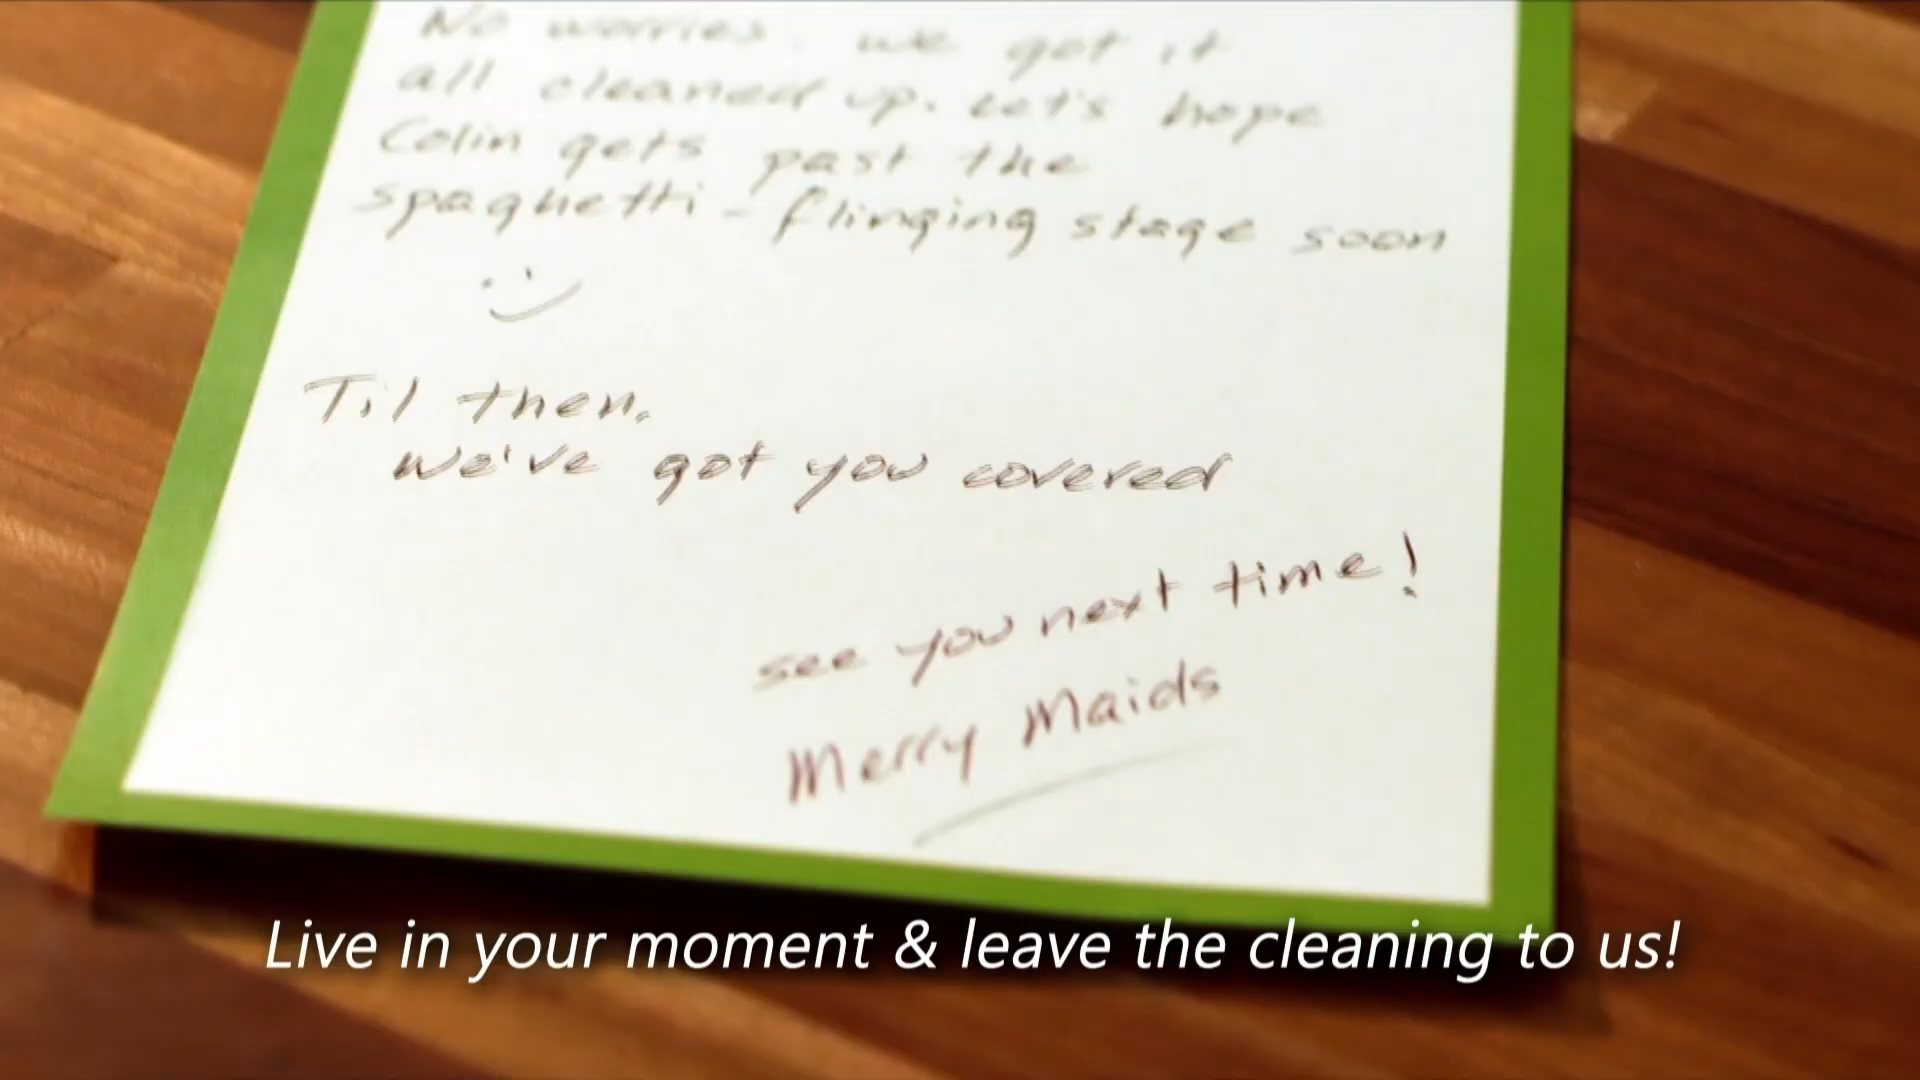 No worries, we got it
all cleaned up. Let's hope
Colin gets past the
spaghetti - flinging stage soon
:)
Til then,
we've got you covered
see you next time!
Merry Maids
Live in your moment & leave the cleaning to us!